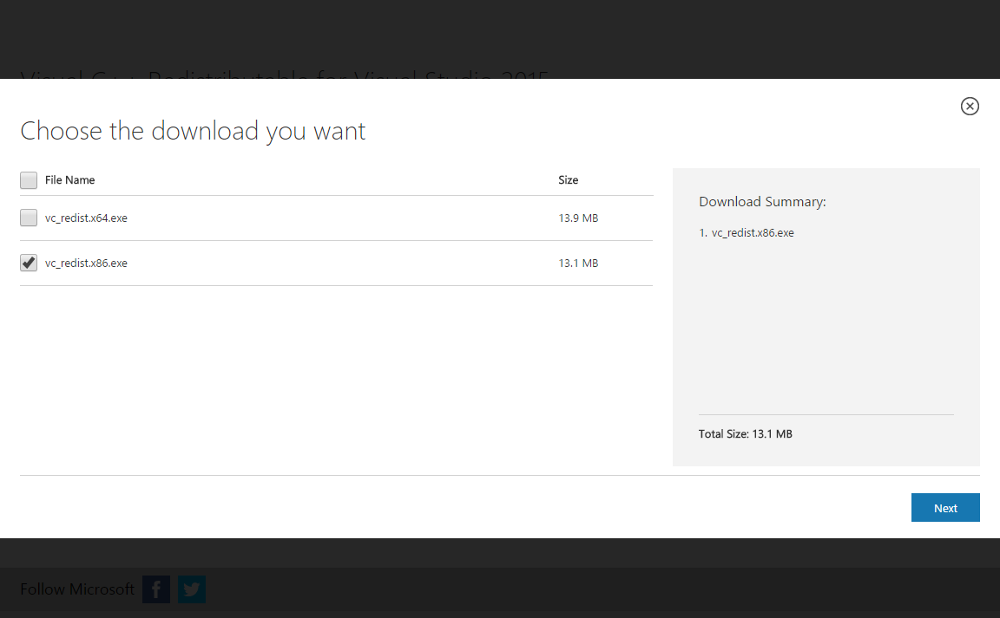 Visual C++ Redistributable for Visual Studio 2015
Choose the download you want
File Name Size
vc_redist.x64.exe 13.9 MB
vc_redist.x86.exe 13.1 MB
Download Summary:
1. vc_redist.x86.exe
Total Size: 13.1 MB
Next
Follow Microsoft